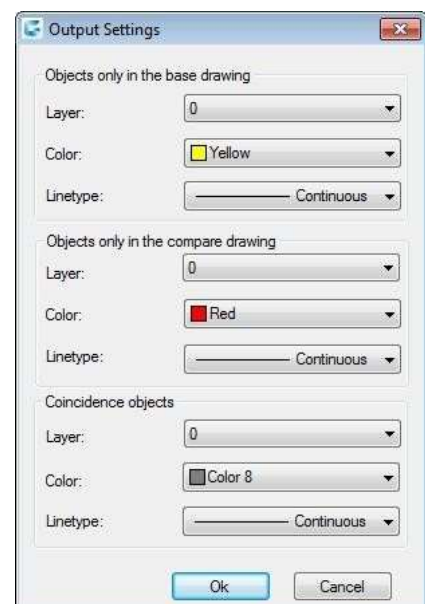 Output Settings
Objects only in the base drawing
Layer: 0
Color: Yellow
Linetype: Continuous
Objects only in the compare drawing
Layer: 0
Color: Red
Linetype: Continuous
Coincidence objects
Layer: 0
Color: Color 8
Linetype: Continuous
Ok Cancel